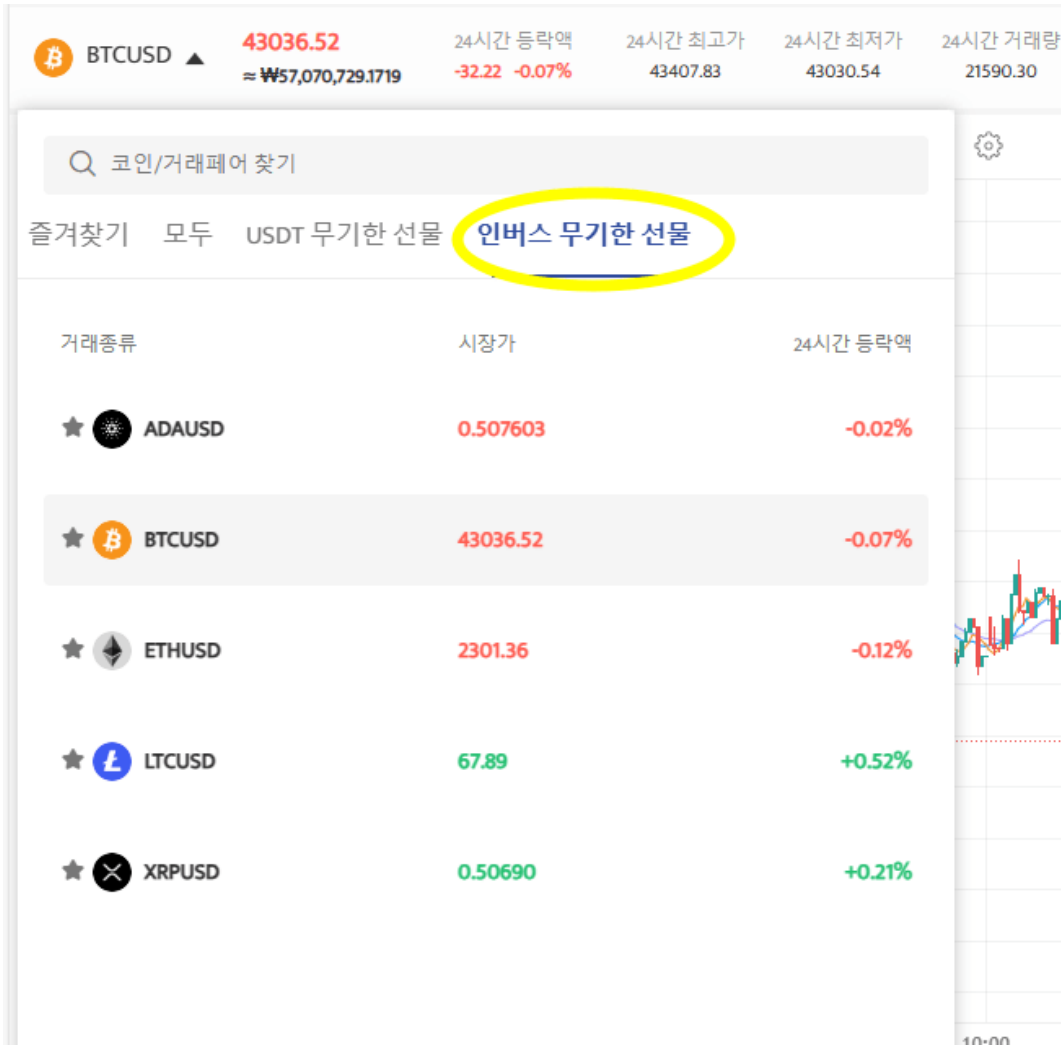 BTCUSD ▲ 43036.52 24시간 등락액 24시간 최고가 24시간 최저가 24시간 거래량
≈ ₩57,070,729.1719 -32.22 -0.07% 43407.83 43030.54 21590.30
코인/거래페어 찾기
즐겨찾기 모두 USDT 무기한 선물 인버스 무기한 선물
거래종류 시장가 24시간 등락액
ADAUSD 0.507603 -0.02%
BTCUSD 43036.52 -0.07%
ETHUSD 2301.36 -0.12%
LTCUSD 67.89 +0.52%
XRPUSD 0.50690 +0.21%
10:00